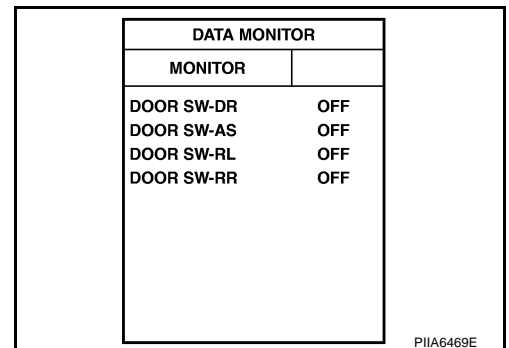 DATA MONITOR
MONITOR
DOOR SW-DR OFF
DOOR SW-AS OFF
DOOR SW-RL OFF
DOOR SW-RR OFF
PIIA6469E